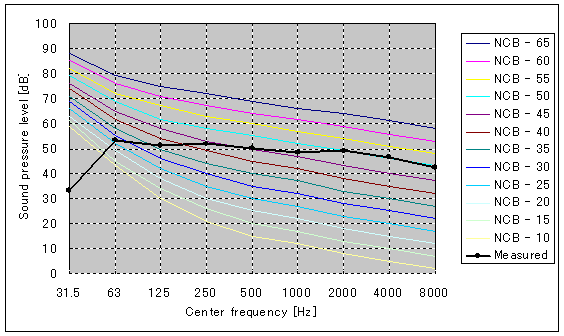 Sound pressure level [dB]
100
90
80
70
60
50
40
30
20
10
0
31.5 63 125 250 500 1000 2000 4000 8000
Center frequency [Hz]
NCB - 65
NCB - 60
NCB - 55
NCB - 50
NCB - 45
NCB - 40
NCB - 35
NCB - 30
NCB - 25
NCB - 20
NCB - 15
NCB - 10
Measured